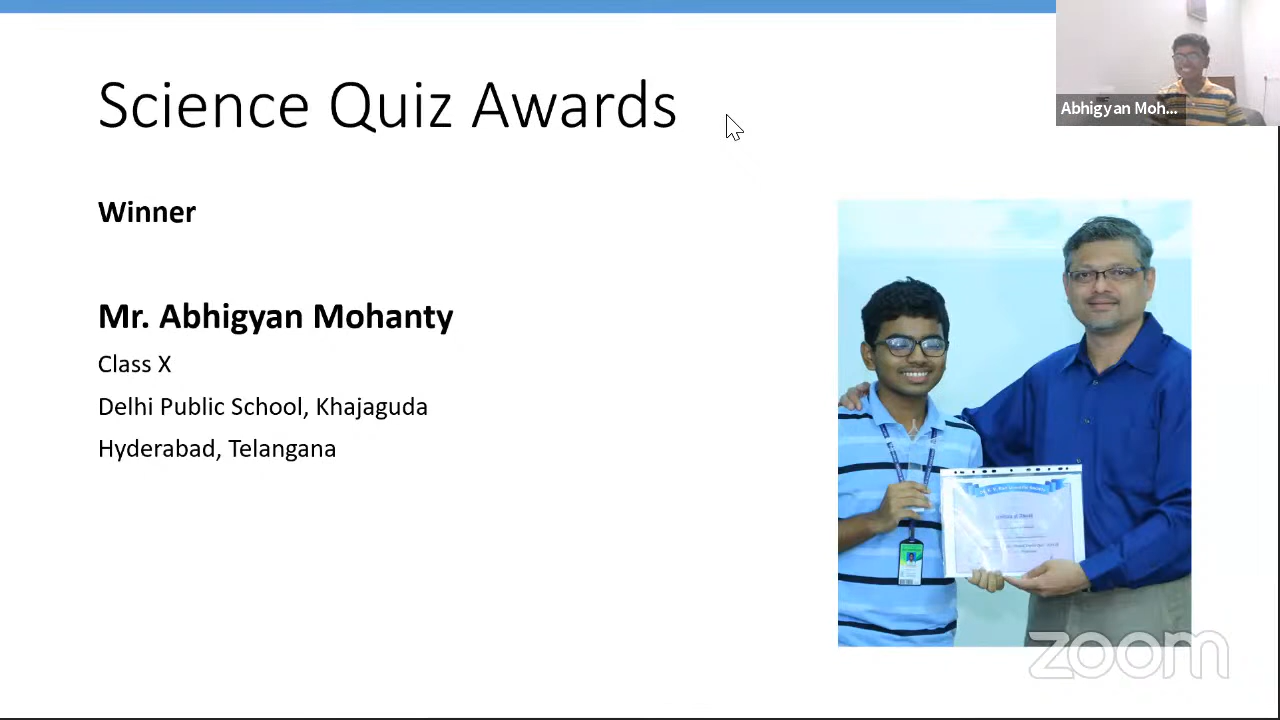 Science Quiz Awards
Abhigyan Moh...
Winner
Mr. Abhigyan Mohanty
Class X
Delhi Public School, Khajaguda
Hyderabad, Telangana
zoom